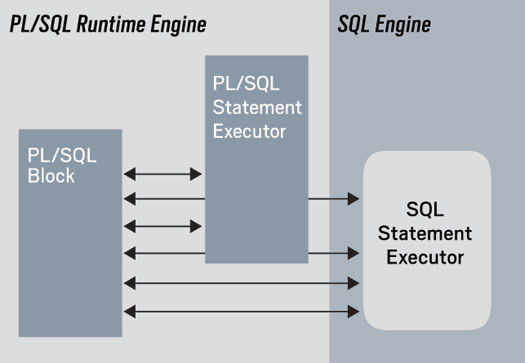 PL/SQL Runtime Engine
SQL Engine
PL/SQL
Statement
Executor
PL/SQL
Block
SQL
Statement
Executor